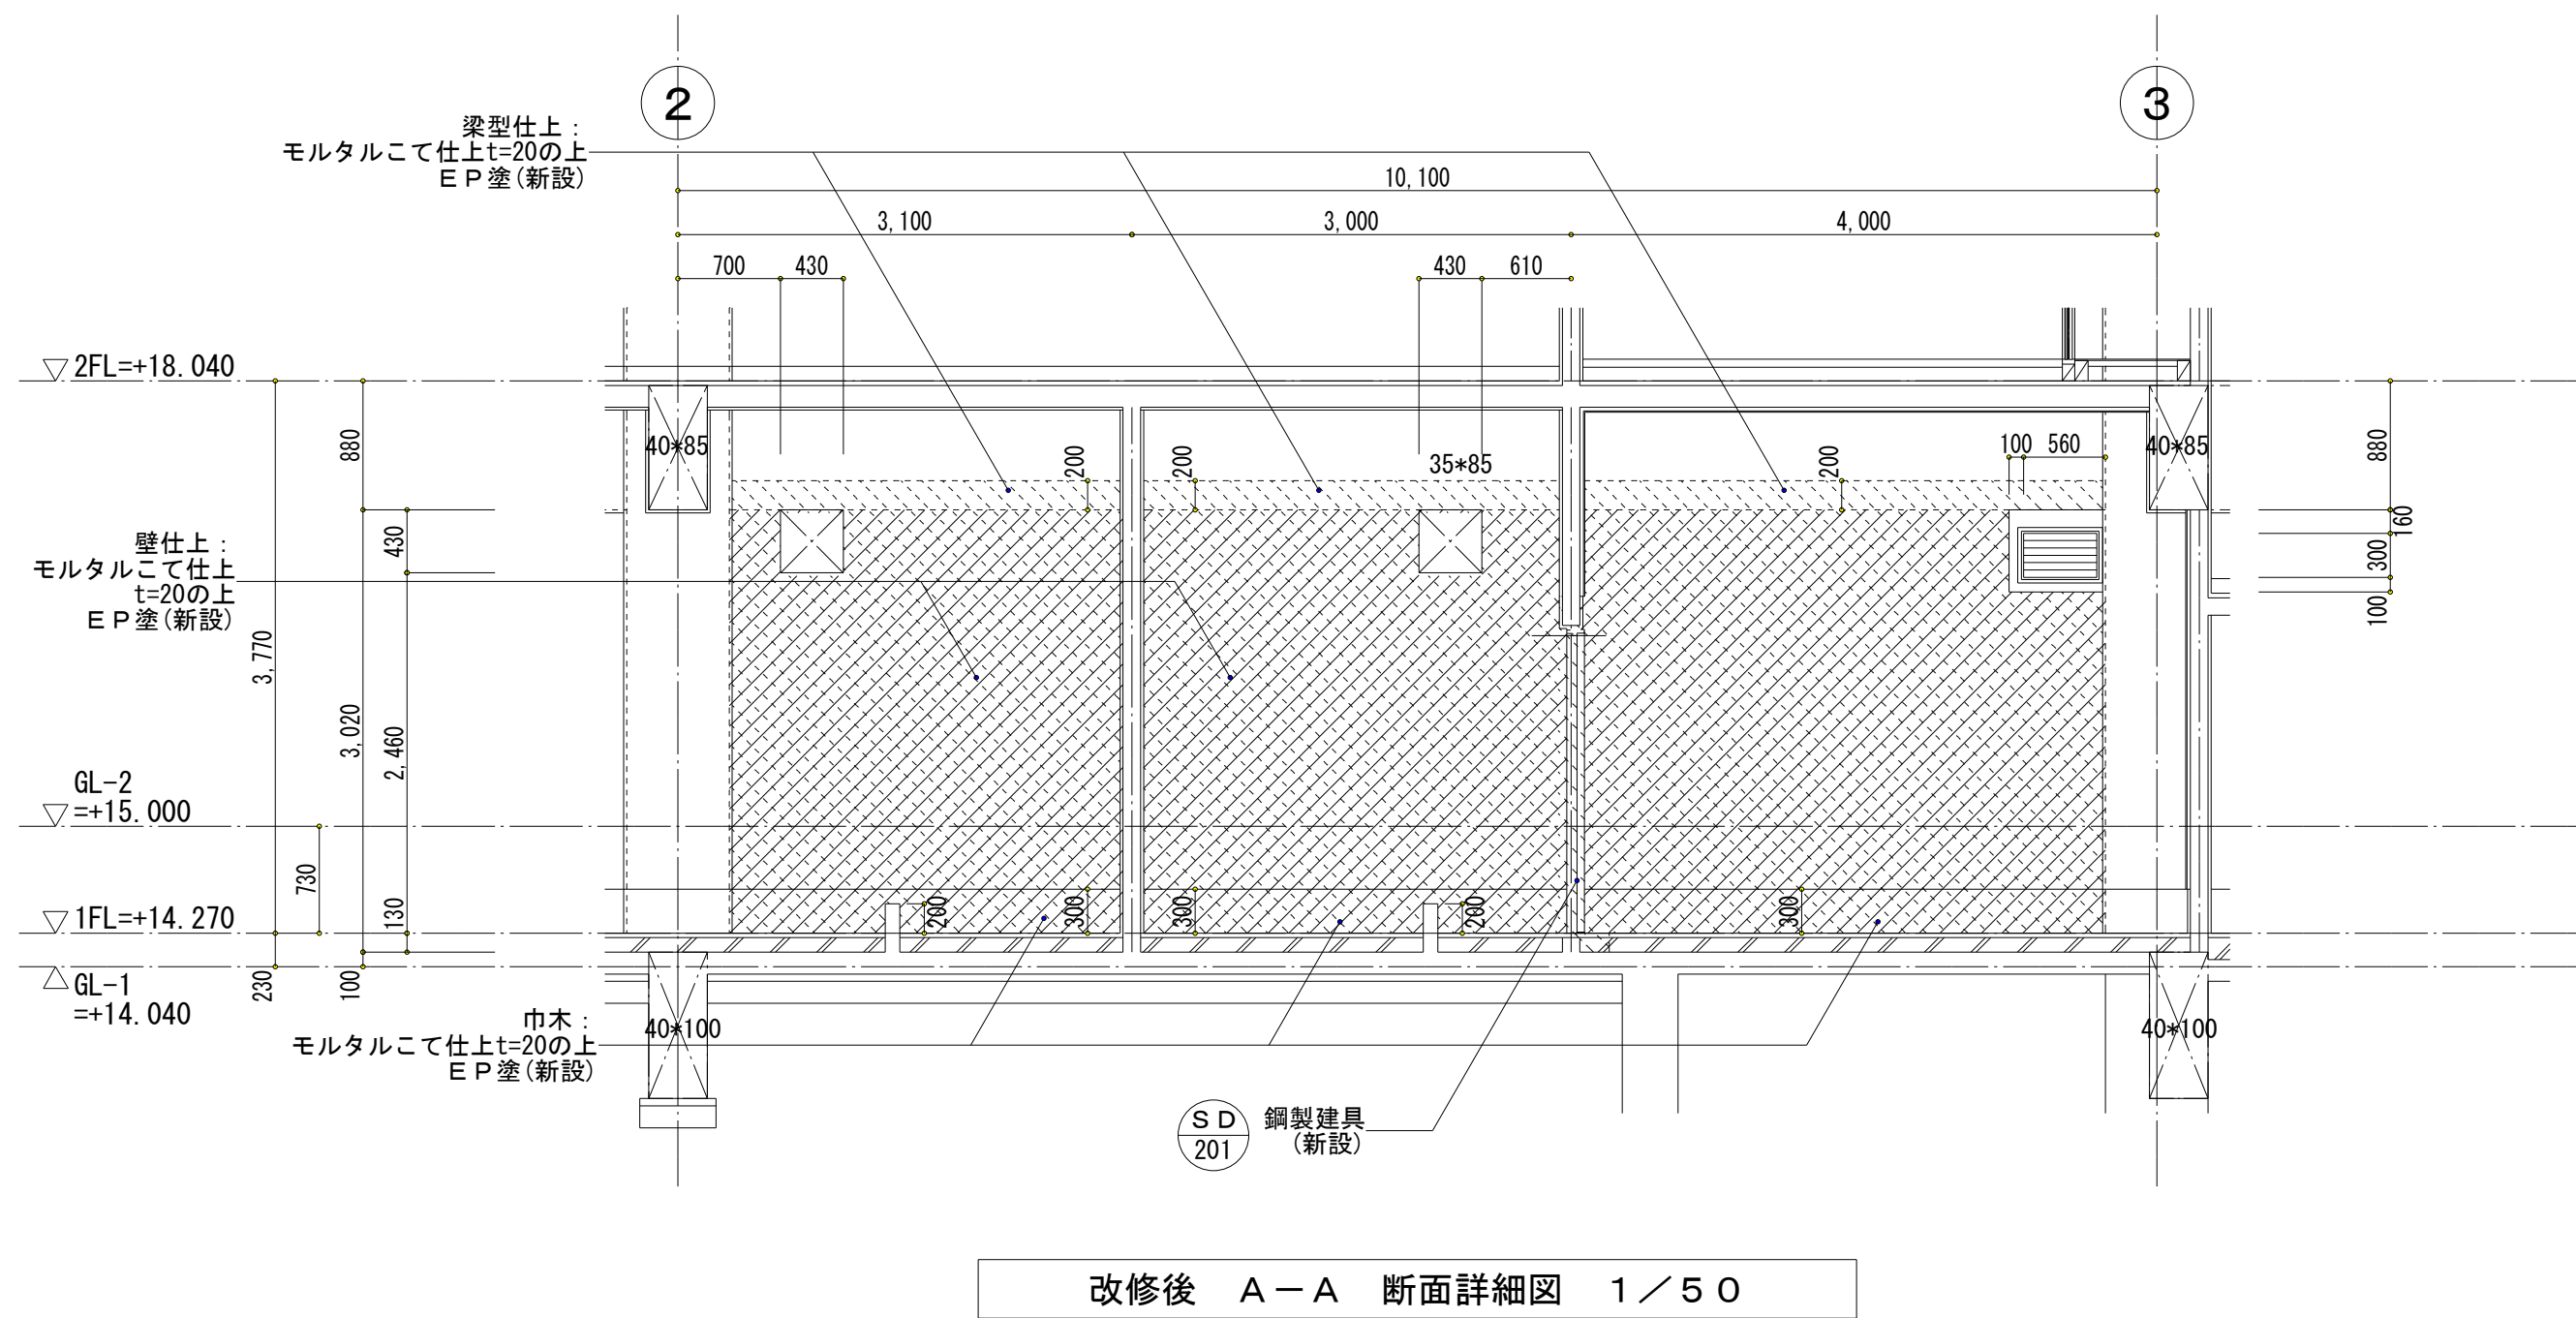 2
3
梁型仕上：
モルタルこて仕上t=20の上
ＥＰ塗(新設)
10,100
3,100
3,000
4,000
700
430
430
610
2FL=+18.040
880
40*85
200
200
35*85
200
100
560
40*85
880
壁仕上：
モルタルこて仕上
t=20の上
ＥＰ塗(新設)
430
160
300
100
3,770
3,020
2,460
GL-2
=+15.000
730
130
1FL=+14.270
200
300
300
200
300
GL-1
=+14.040
230
100
巾木：
モルタルこて仕上t=20の上
ＥＰ塗(新設)
40*100
40*100
ＳＤ
201
鋼製建具
(新設)
改修後　Ａ－Ａ　断面詳細図　１／５０